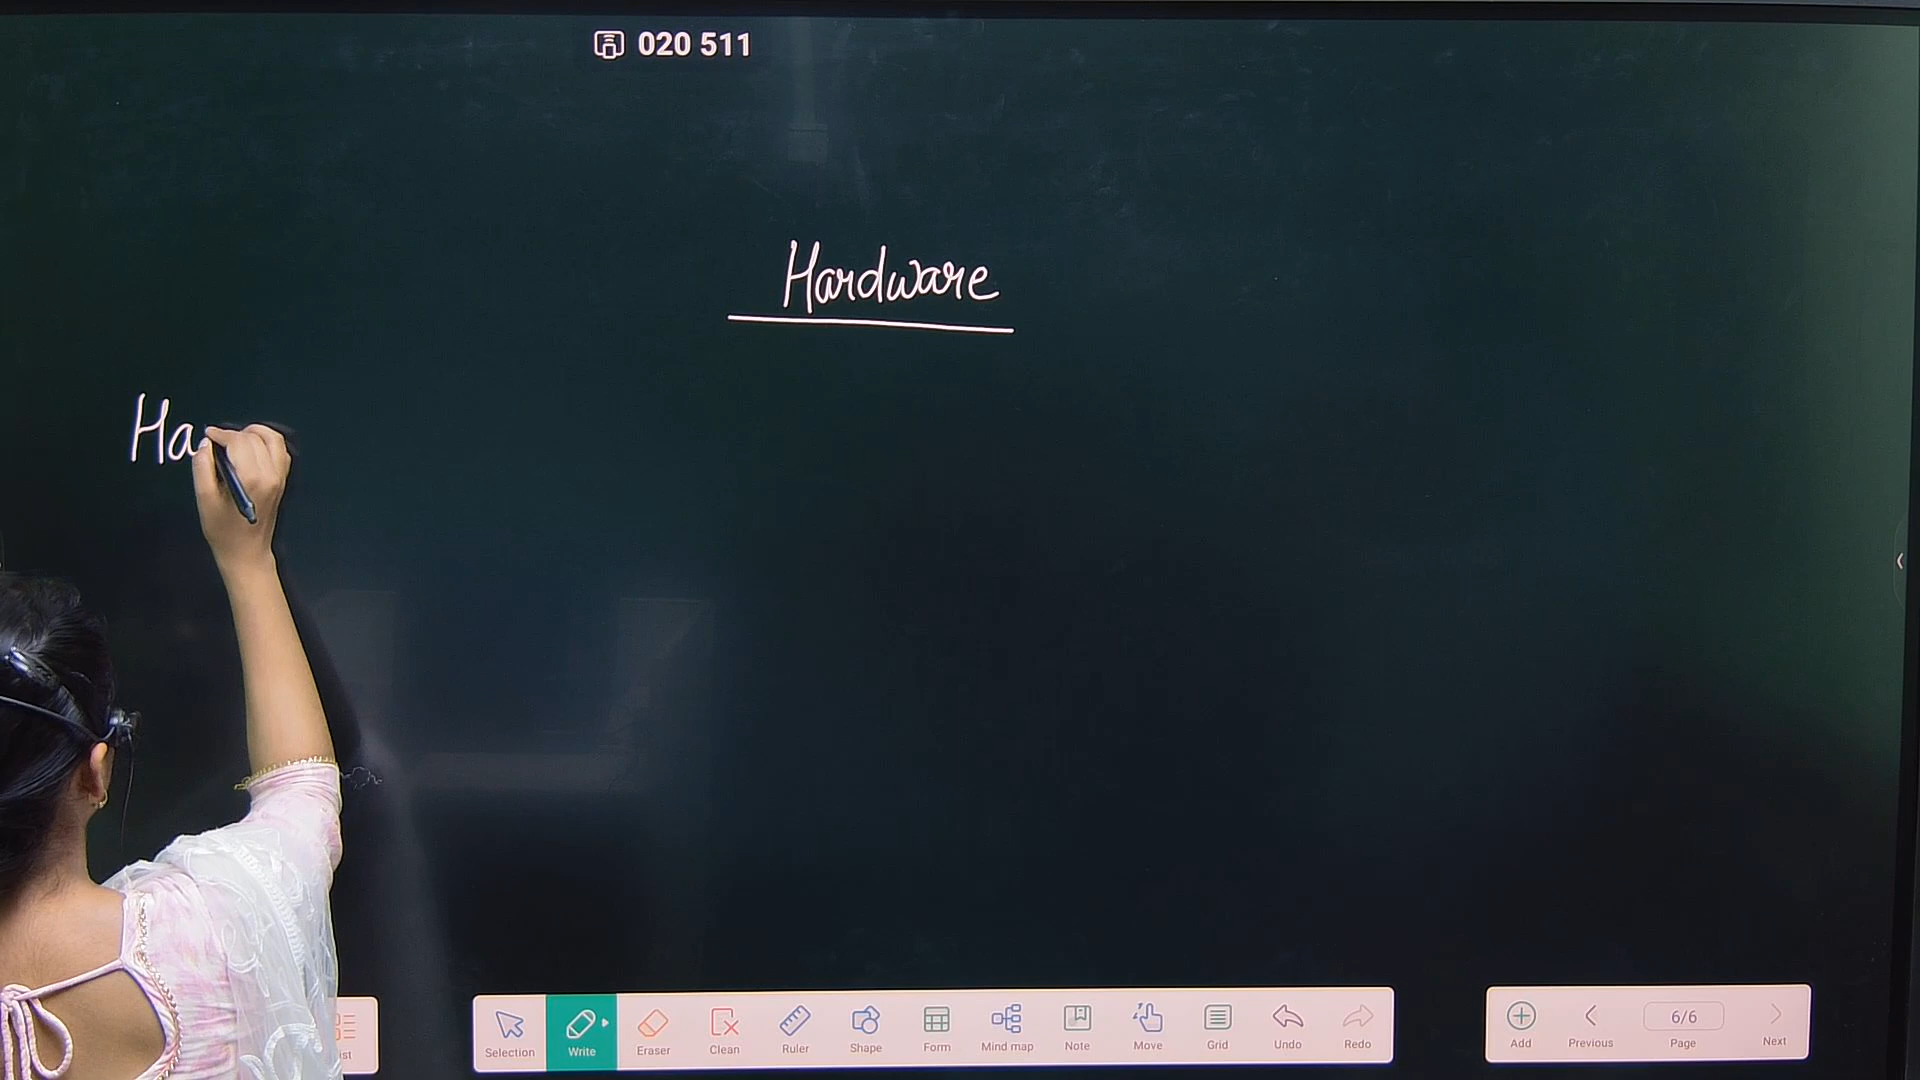 020 511
Hardware
Ha
Selection Write Eraser Clean Ruler Shape Form Mind map Note Move Grid Undo Redo
Add Previous 6/6 Page Next